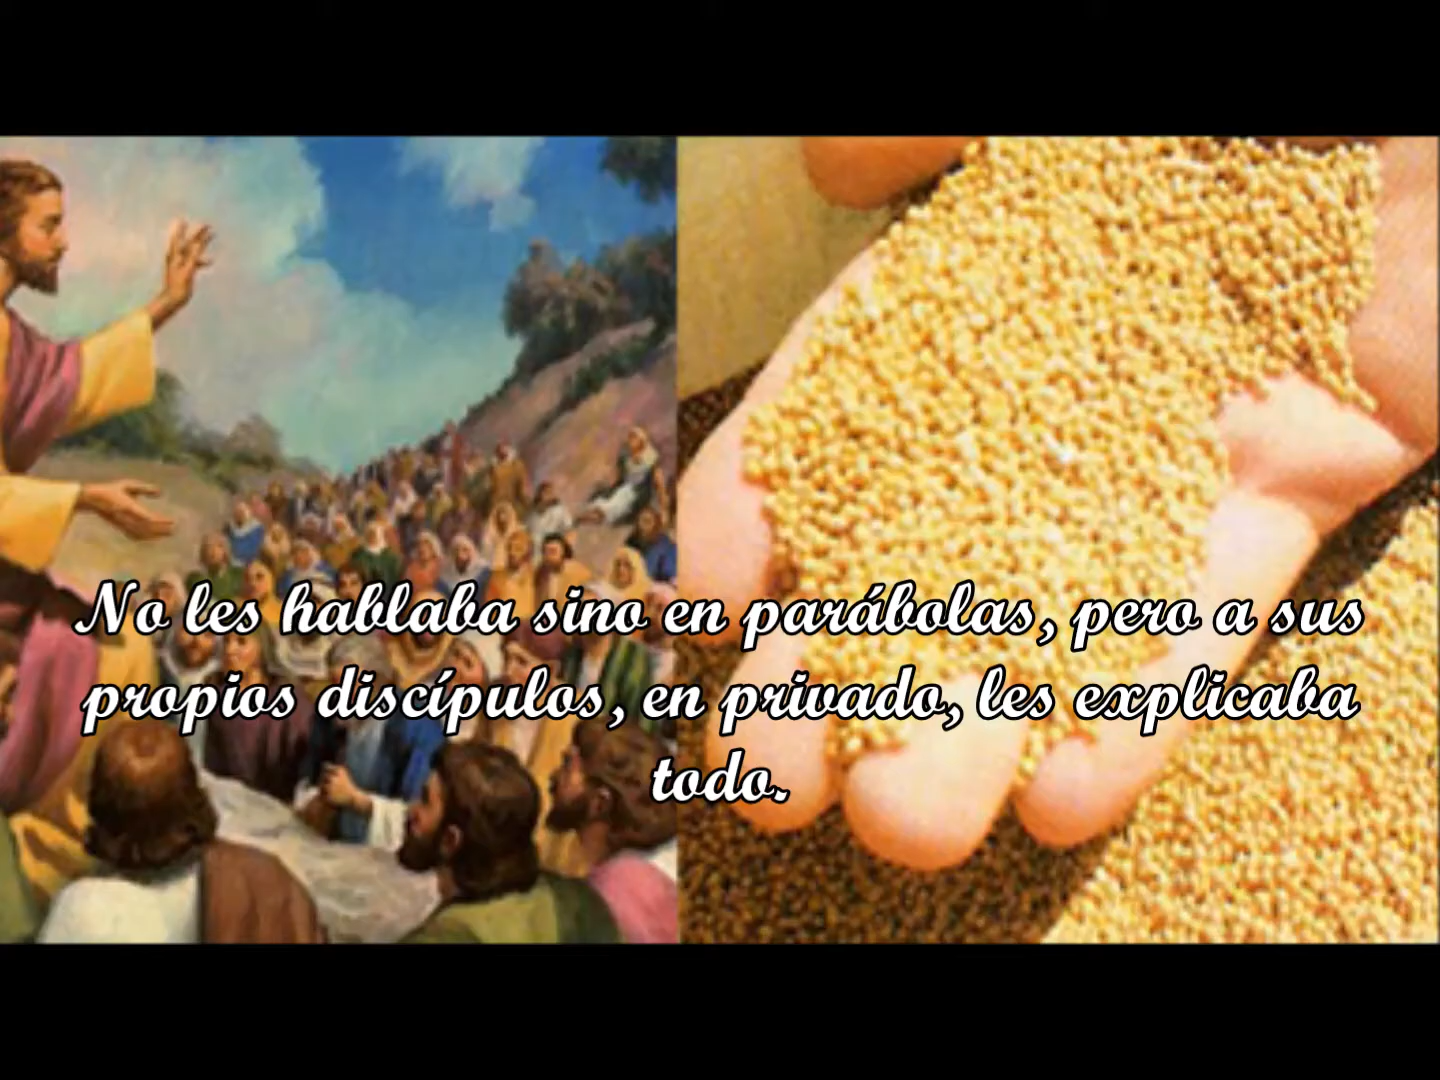 No les hablaba sino en parábolas, pero a sus
propios discípulos, en privado, les explicaba
todo.